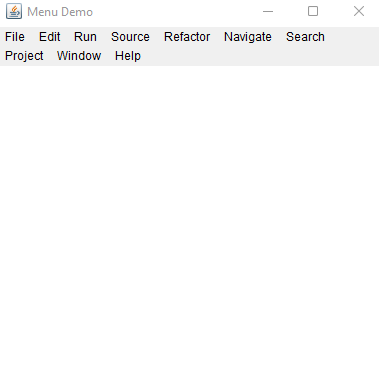 Menu Demo
File Edit Run Source Refactor Navigate Search
Project Window Help